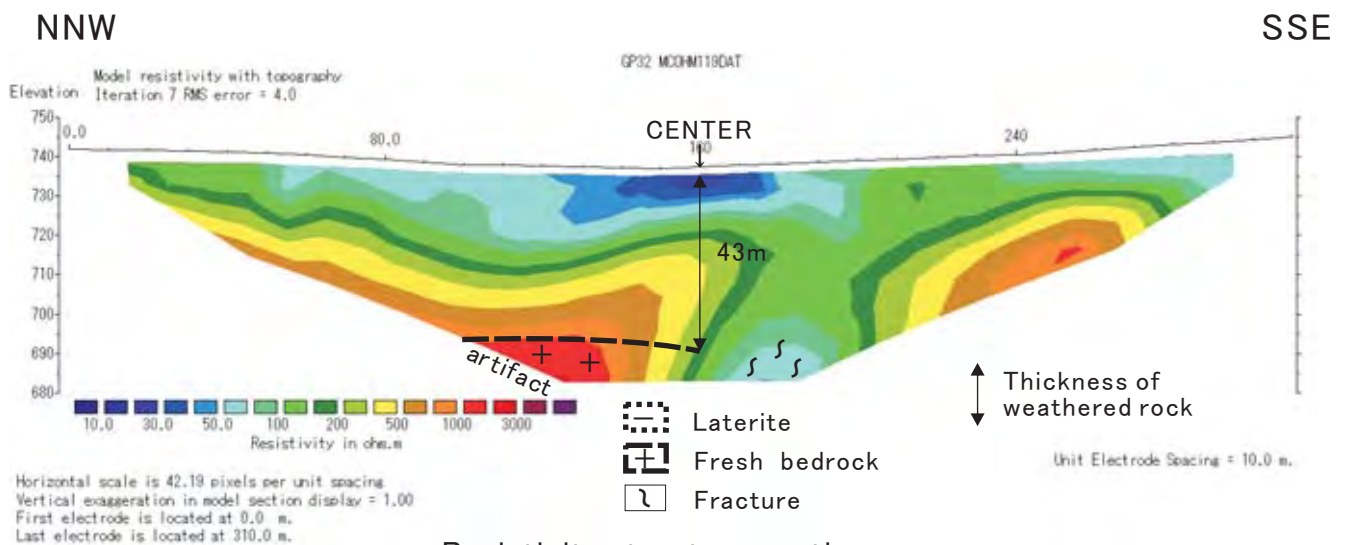 NNW
SSE
GP32 MCOHM119DAT
Model resistivity with topography
Iteration 7 RMS error = 4.0
Elevation
750
0.0
80.0
CENTER
160
240
740
730
720
43m
710
700
690
artifact
680
10.0 30.0 50.0 100 200 500 1000 3000
Resistivity in ohm.m
Laterite
Fresh bedrock
Fracture
Thickness of
weathered rock
Unit Electrode Spacing = 10.0 m.
Horizontal scale is 42.19 pixels per unit spacing
Vertical exaggeration in model section display = 1.00
First electrode is located at 0.0 m.
Last electrode is located at 310.0 m.